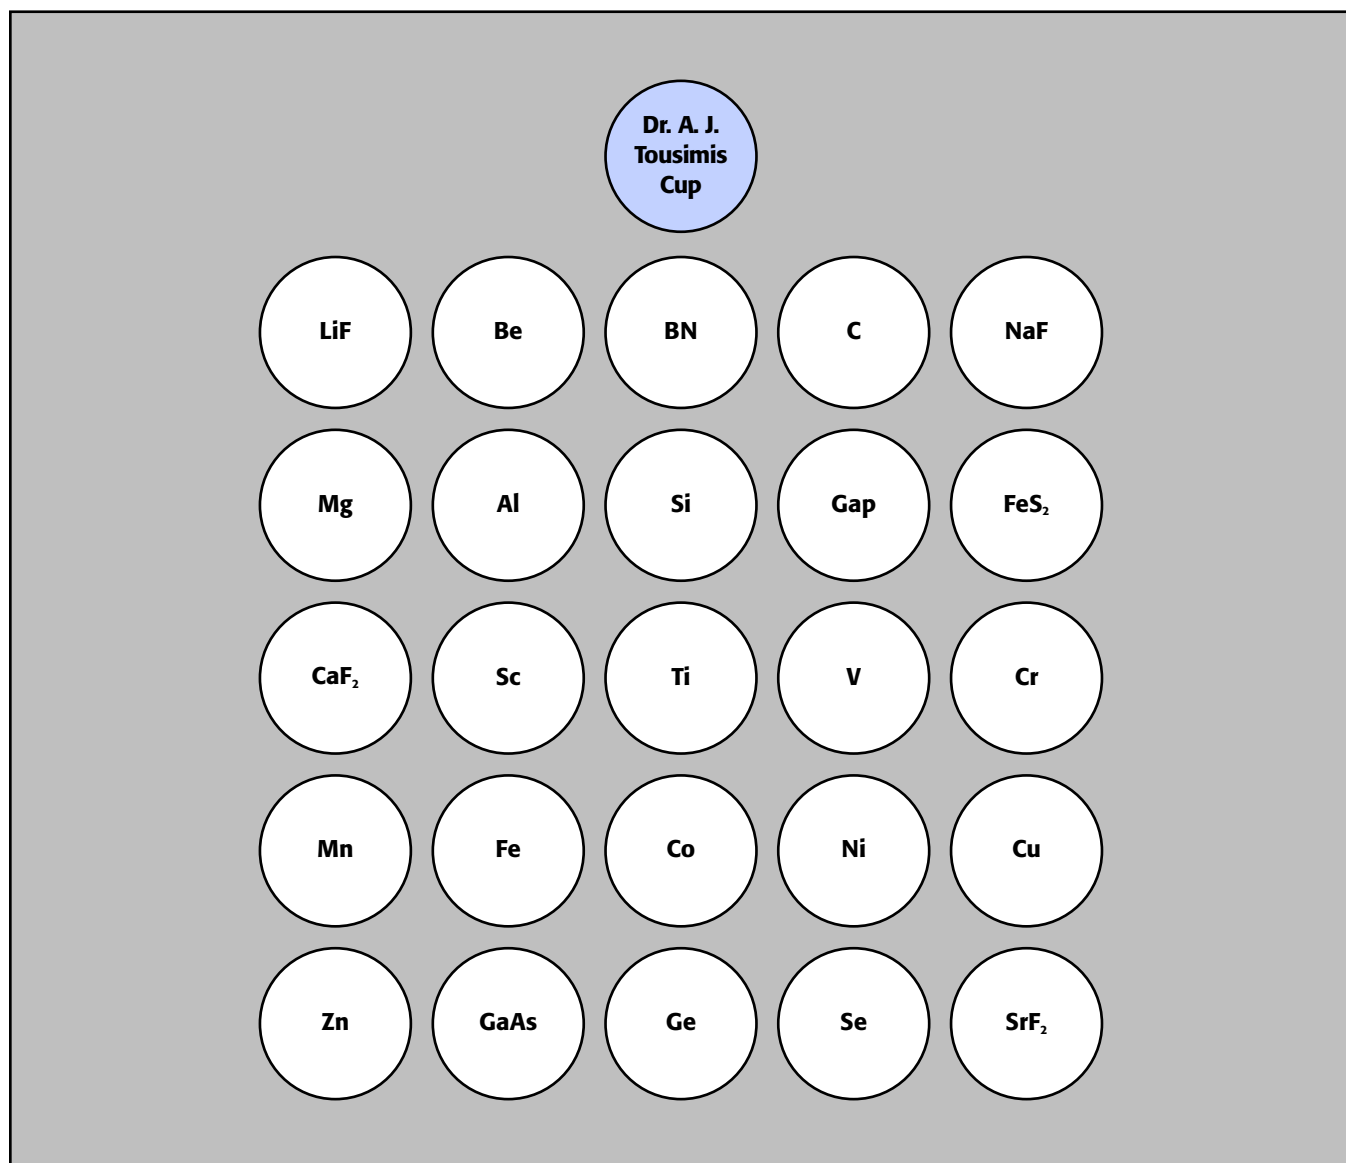 Dr. A. J.
Tousimis
Cup
LiF Be BN C NaF
Mg Al Si Gap FeS₂
CaF₂ Sc Ti V Cr
Mn Fe Co Ni Cu
Zn GaAs Ge Se SrF₂